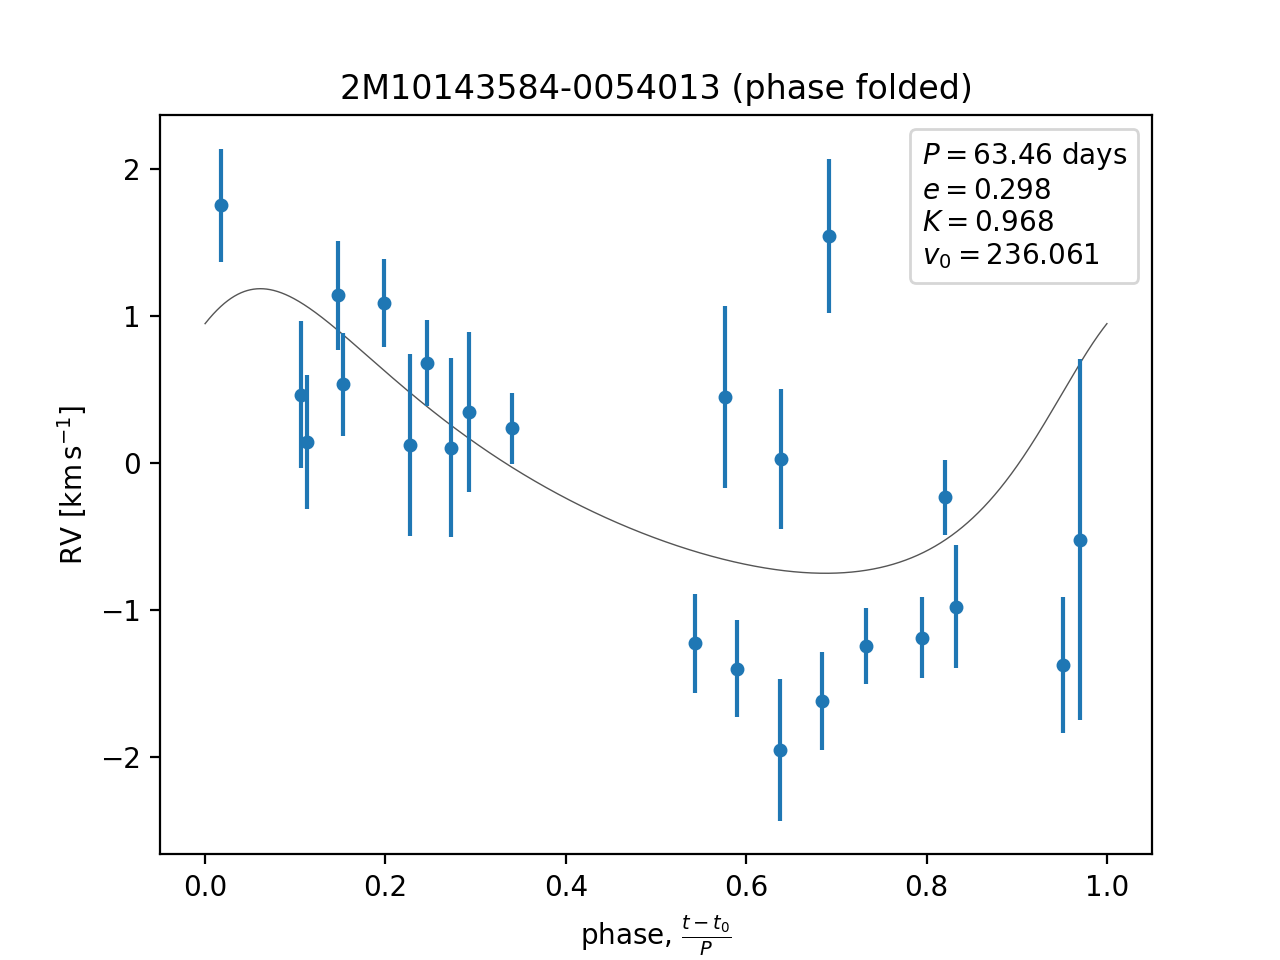 2M10143584-0054013 (phase folded)
P = 63.46 days
e = 0.298
K = 0.968
v₀ = 236.061
RV [km s⁻¹]
2
1
0
−1
−2
0.0 0.2 0.4 0.6 0.8 1.0
phase, (t − t₀)/P